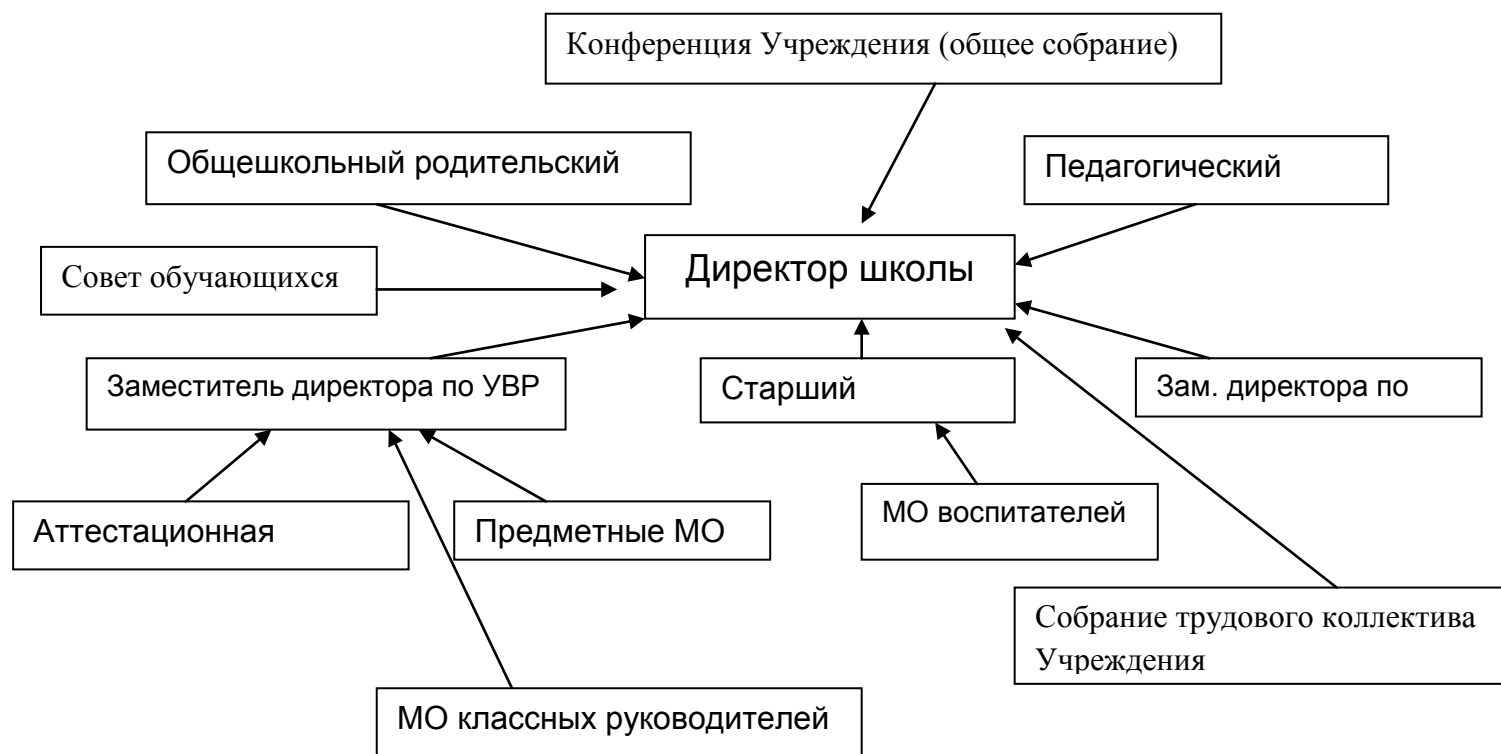 Конференция Учреждения (общее собрание)
Общешкольный родительский
Педагогический
Директор школы
Совет обучающихся
Заместитель директора по УВР
Старший
Зам. директора по
Аттестационная
Предметные МО
МО воспитателей
Собрание трудового коллектива
Учреждения
МО классных руководителей